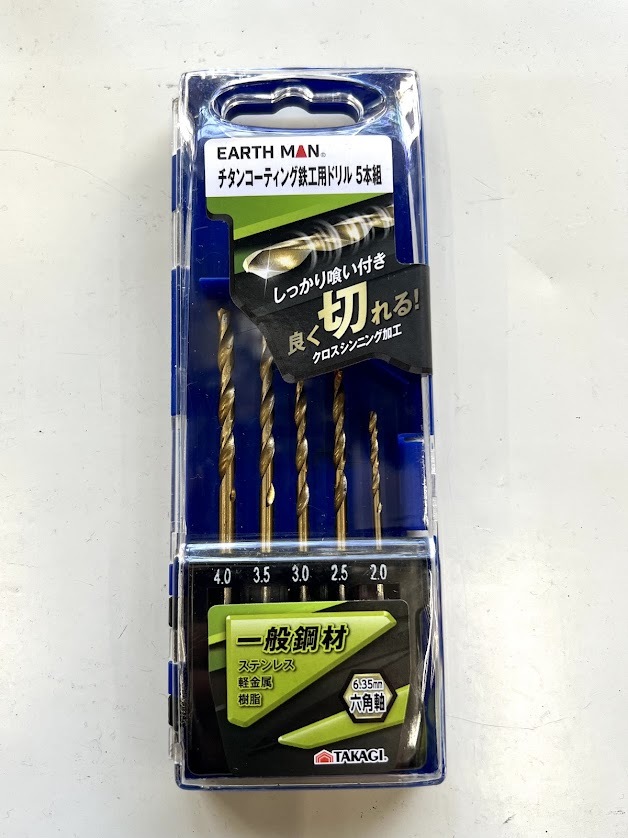 EARTH MAN®
チタンコーティング鉄工用ドリル 5本組
しっかり喰い付き
良く切れる!
クロスシンニング加工
4.0 3.5 3.0 2.5 2.0
一般鋼材
ステンレス
軽金属
樹脂
6.35mm
六角軸
TAKAGI.